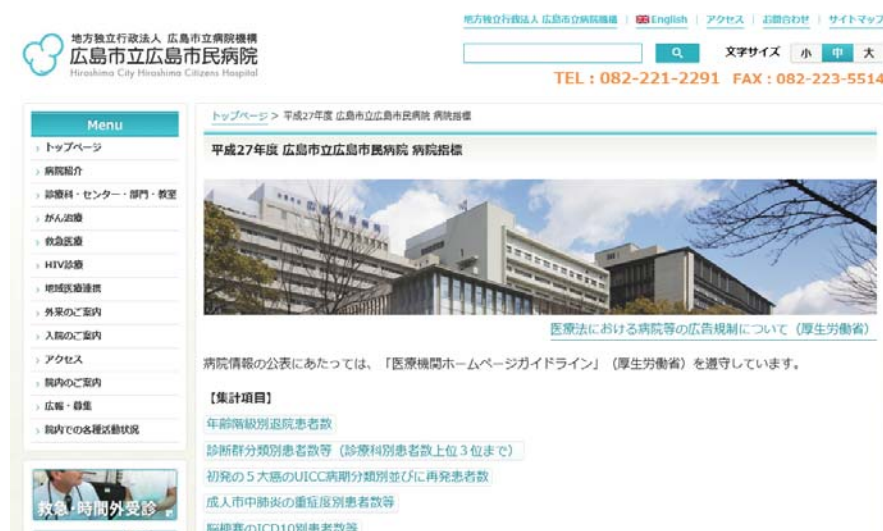 地方独立行政法人 広島市立病院機構
広島市立広島市民病院
Hiroshima City Hiroshima Citizens Hospital
地方独立行政法人 広島市立病院機構 | English | アクセス | お問合わせ | サイトマップ
文字サイズ 小 中 大
TEL:082-221-2291 FAX:082-223-5514
Menu
トップページ
病院紹介
診療科・センター・部門・教室
がん治療
救急医療
HIV診療
地域医療連携
外来のご案内
入院のご案内
アクセス
院内のご案内
広報・募集
院内での各種活動状況
救急・時間外受診
トップページ > 平成27年度 広島市立広島市民病院 病院指標
平成27年度 広島市立広島市民病院 病院指標
医療法における病院等の広告規制について(厚生労働省)
病院情報の公表にあたっては、「医療機関ホームページガイドライン」(厚生労働省)を遵守しています。
【集計項目】
年齢階級別退院患者数
診断群分類別患者数等(診療科別患者数上位3位まで)
初発の5大癌のUICC病期分類別並びに再発患者数
成人市中肺炎の重症度別患者数等
脳梗塞のICD10別患者数等